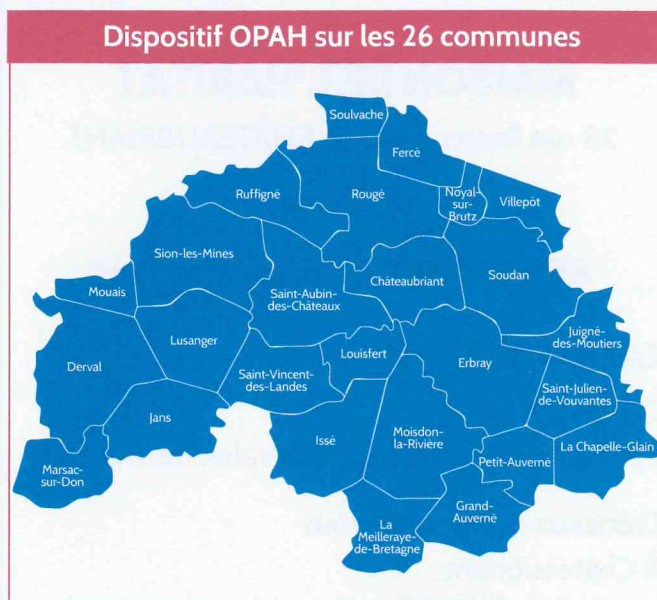 Dispositif OPAH sur les 26 communes
Soulvache
Fercé
Ruffigné
Rougé
Noyal-
sur-
Brutz
Villepôt
Sion-les-Mines
Châteaubriant
Soudan
Mouais
Saint-Aubin-
des-Châteaux
Juigné-
des-Moutiers
Lusanger
Louisfert
Erbray
Derval
Saint-Vincent-
des-Landes
Saint-Julien-
de-Vouvantes
Jans
Issé
Moisdon-
la-Rivière
La Chapelle-Glain
Petit-Auverné
Marsac-
sur-Don
Grand-
Auverné
La
Meilleraye-
de-Bretagne